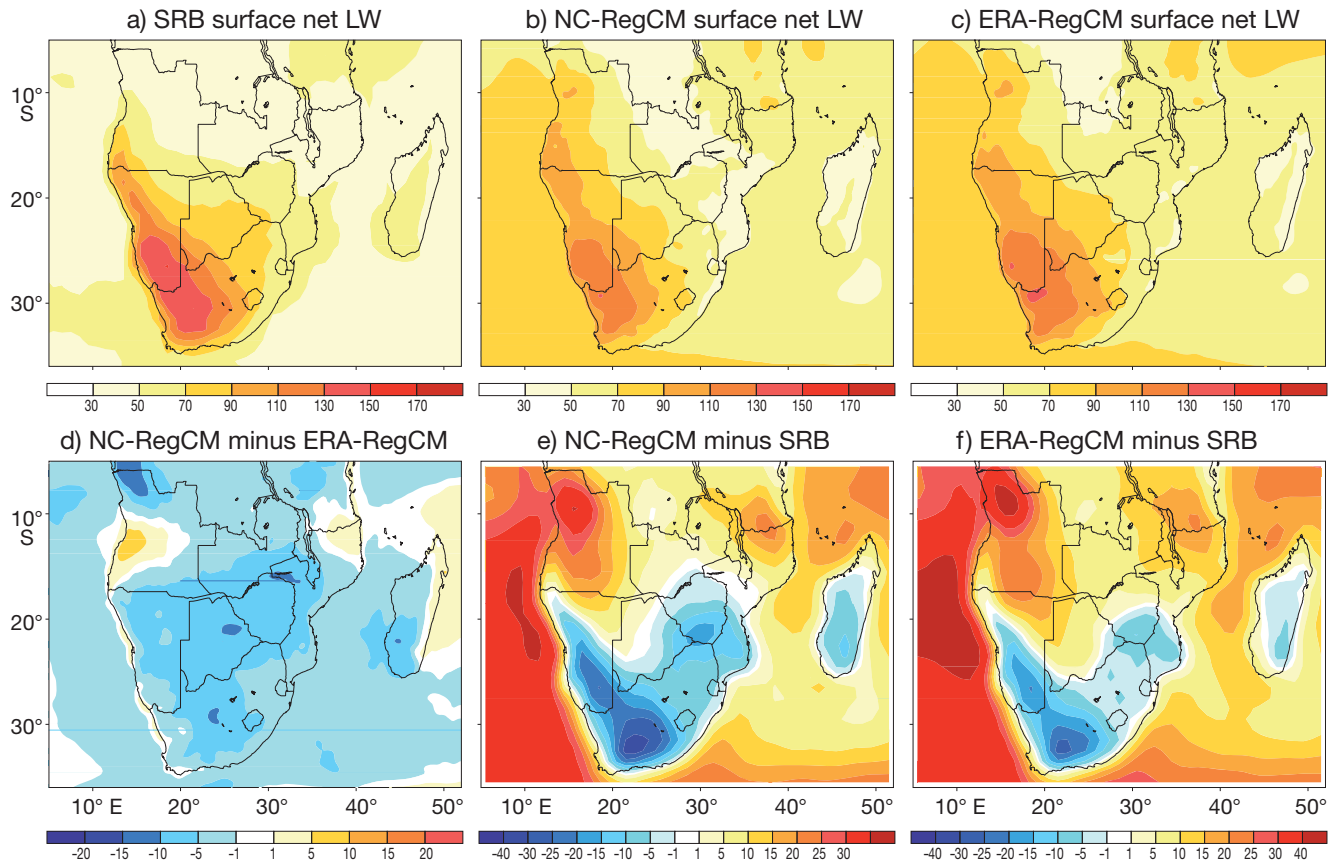 a) SRB surface net LW
b) NC-RegCM surface net LW
c) ERA-RegCM surface net LW
10°
S
20°
30°
30 50 70 90 110 130 150 170
30 50 70 90 110 130 150 170
30 50 70 90 110 130 150 170
d) NC-RegCM minus ERA-RegCM
e) NC-RegCM minus SRB
f) ERA-RegCM minus SRB
10°
S
20°
30°
10° E 20° 30° 40° 50°
10° E 20° 30° 40° 50°
10° E 20° 30° 40° 50°
–20 –15 –10 –5 –1 1 5 10 15 20
–40 –30 –25 –20 –15 –10 –5 –1 1 5 10 15 20 25 30
–40 –30 –25 –20 –15 –10 –5 –1 1 5 10 15 20 25 30 40